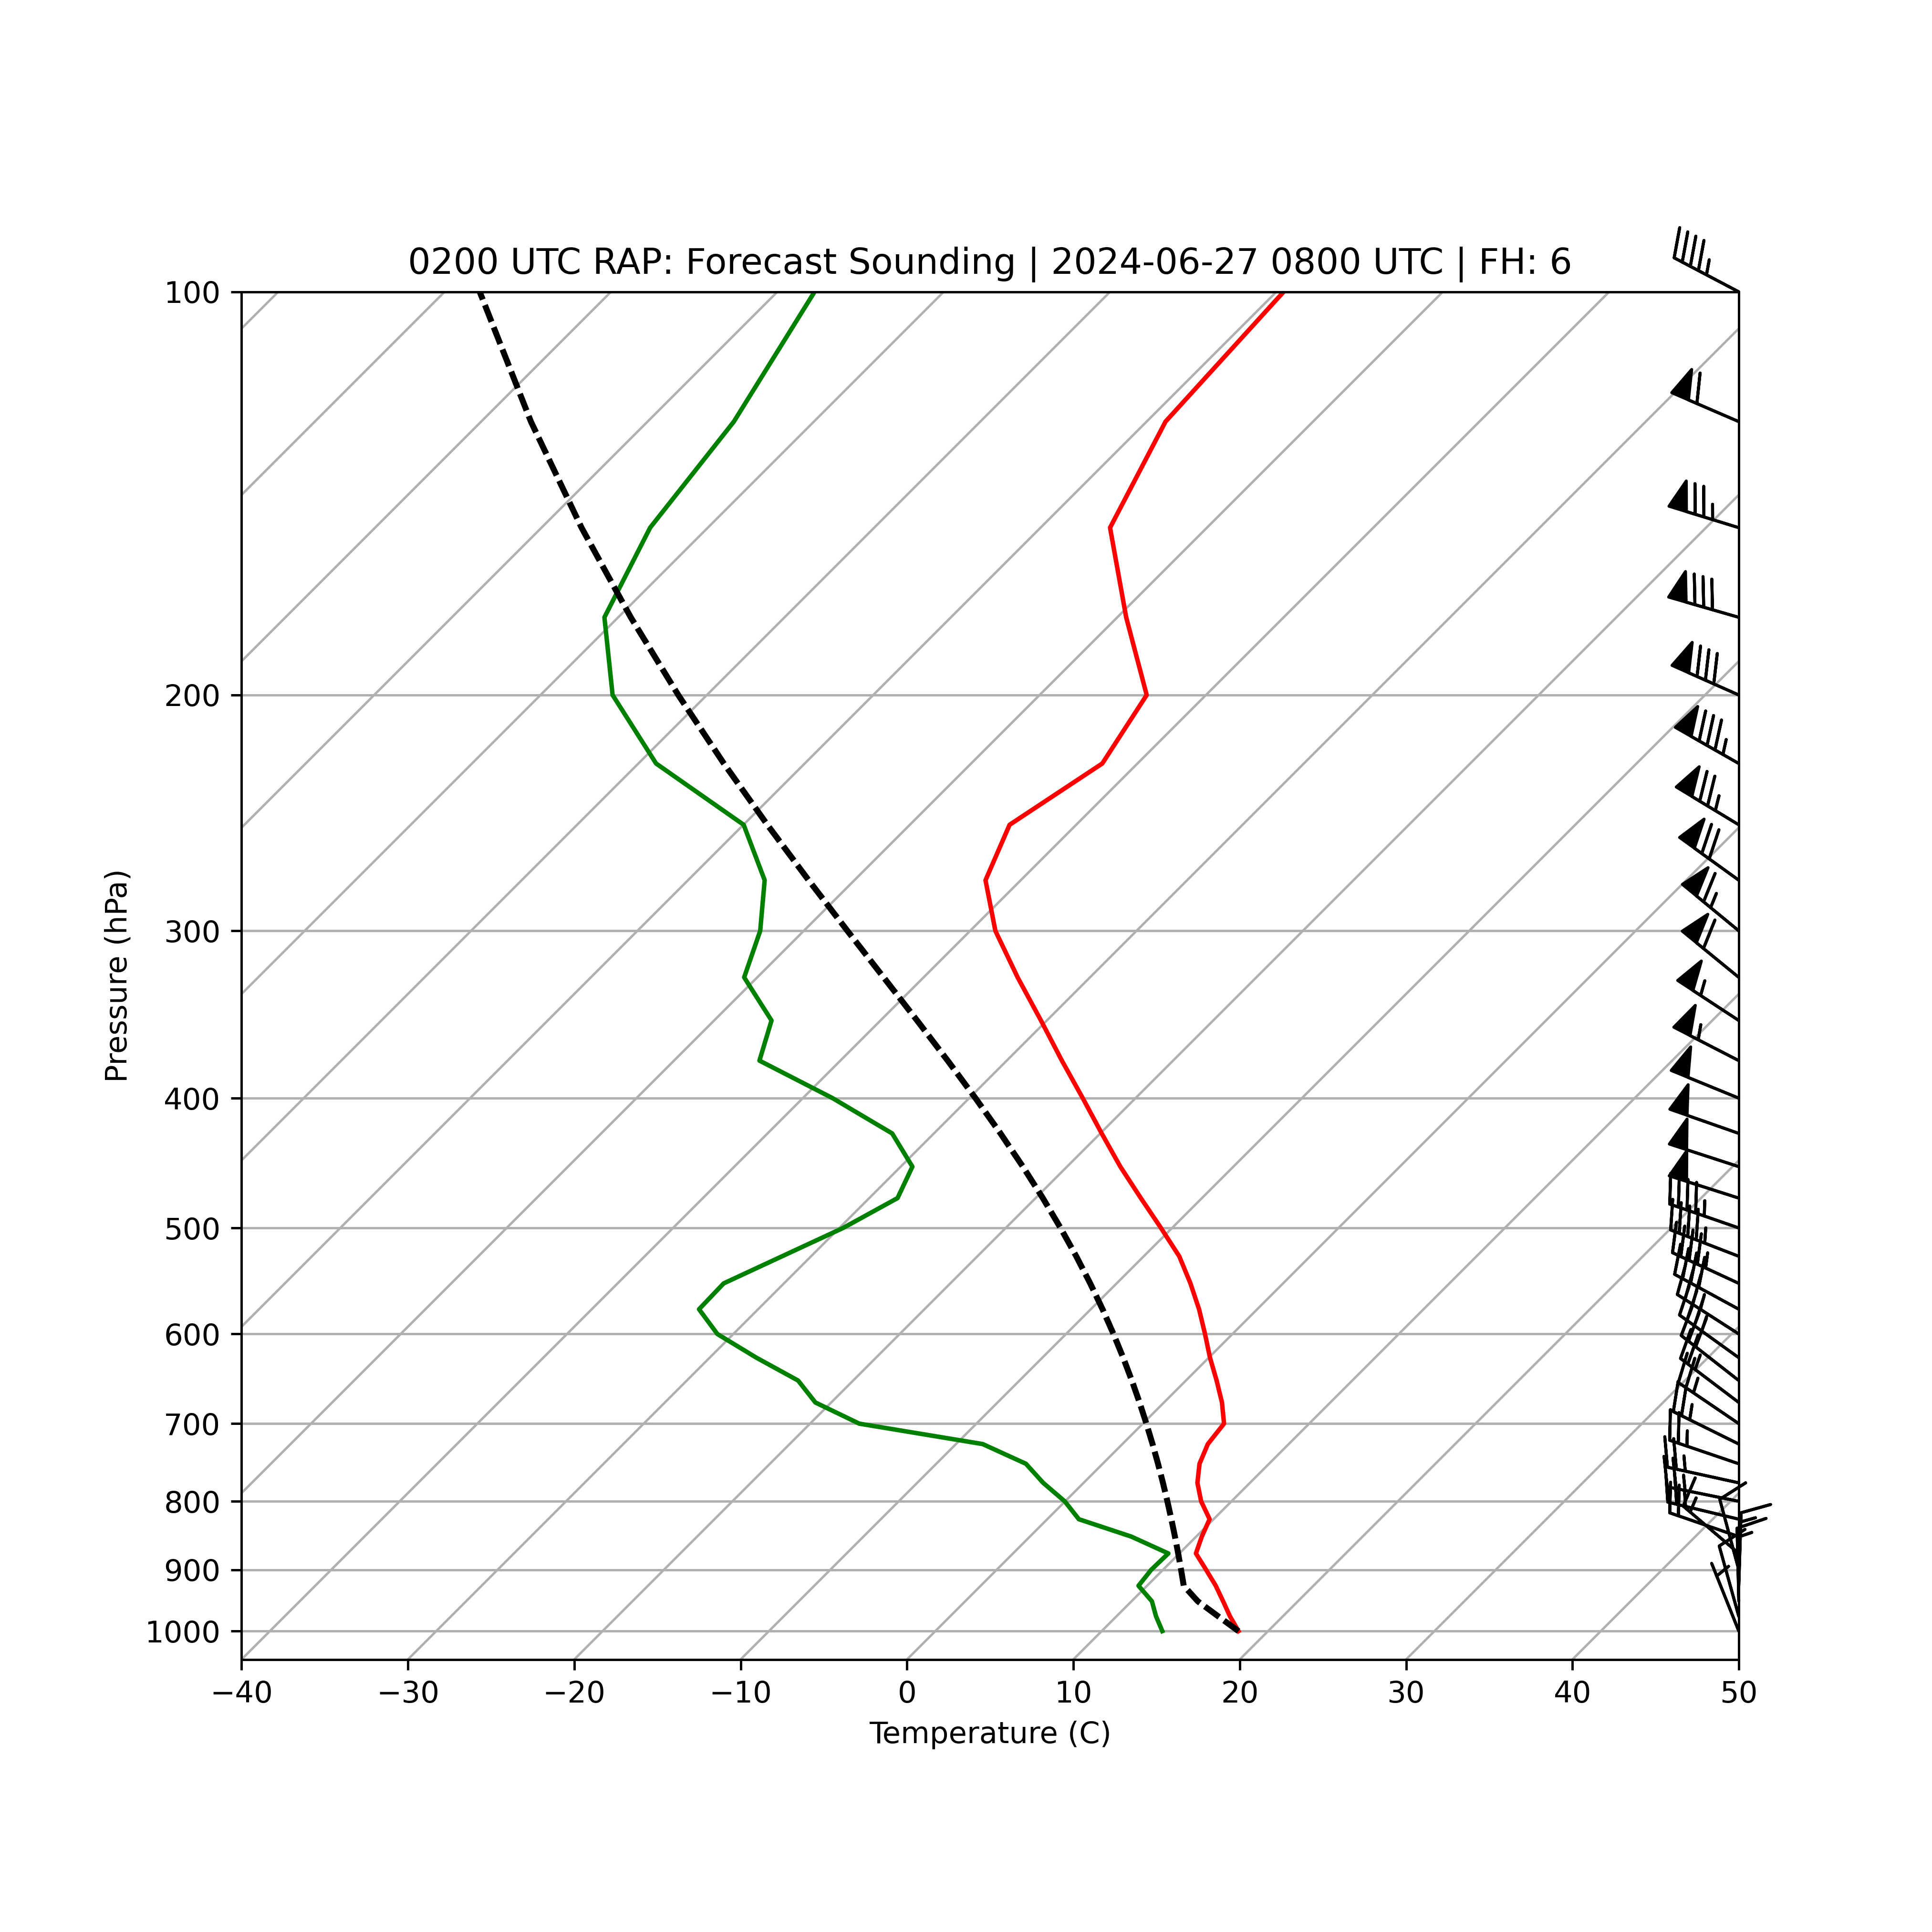 0200 UTC RAP: Forecast Sounding | 2024-06-27 0800 UTC | FH: 6
100
200
300
400
500
600
700
800
900
1000
Pressure (hPa)
−40 −30 −20 −10 0 10 20 30 40 50
Temperature (C)